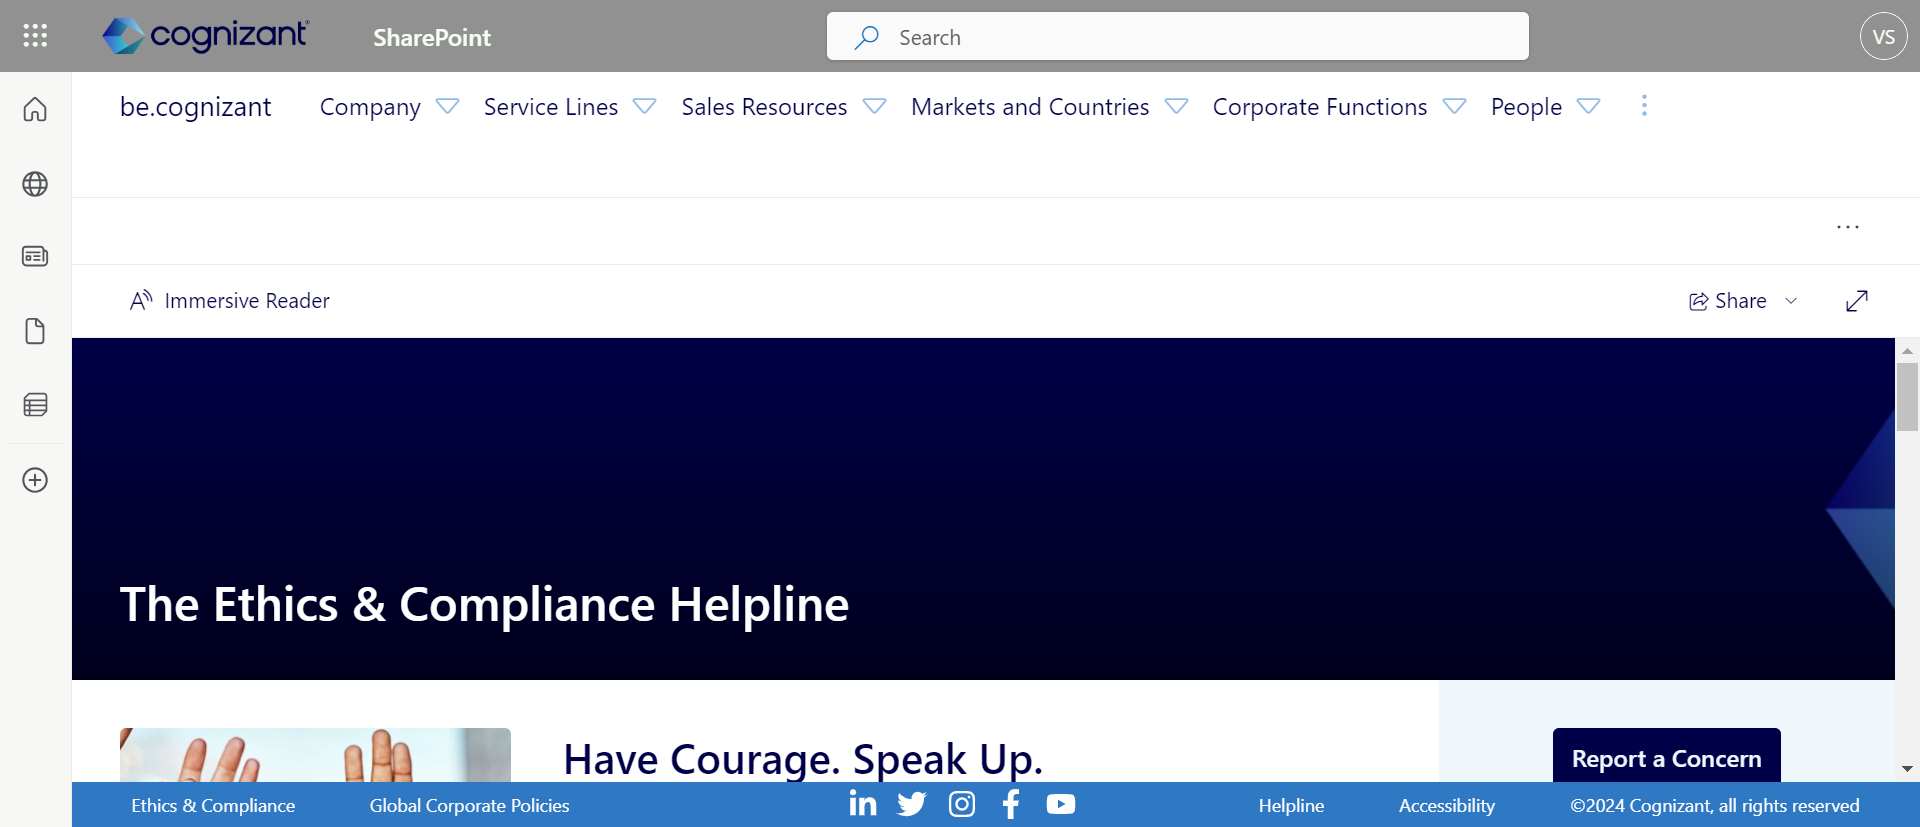 cognizant
SharePoint
Search
VS
be.cognizant
Company
Service Lines
Sales Resources
Markets and Countries
Corporate Functions
People
Immersive Reader
Share
The Ethics & Compliance Helpline
Have Courage. Speak Up.
Report a Concern
Ethics & Compliance
Global Corporate Policies
Helpline
Accessibility
©2024 Cognizant, all rights reserved